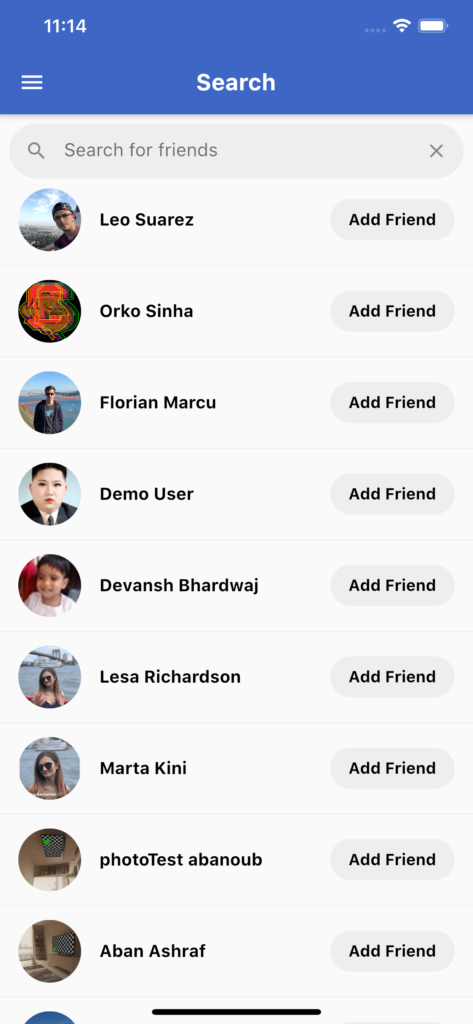 11:14
Search
Search for friends
Leo Suarez
Add Friend
Orko Sinha
Add Friend
Florian Marcu
Add Friend
Demo User
Add Friend
Devansh Bhardwaj
Add Friend
Lesa Richardson
Add Friend
Marta Kini
Add Friend
photoTest abanoub
Add Friend
Aban Ashraf
Add Friend